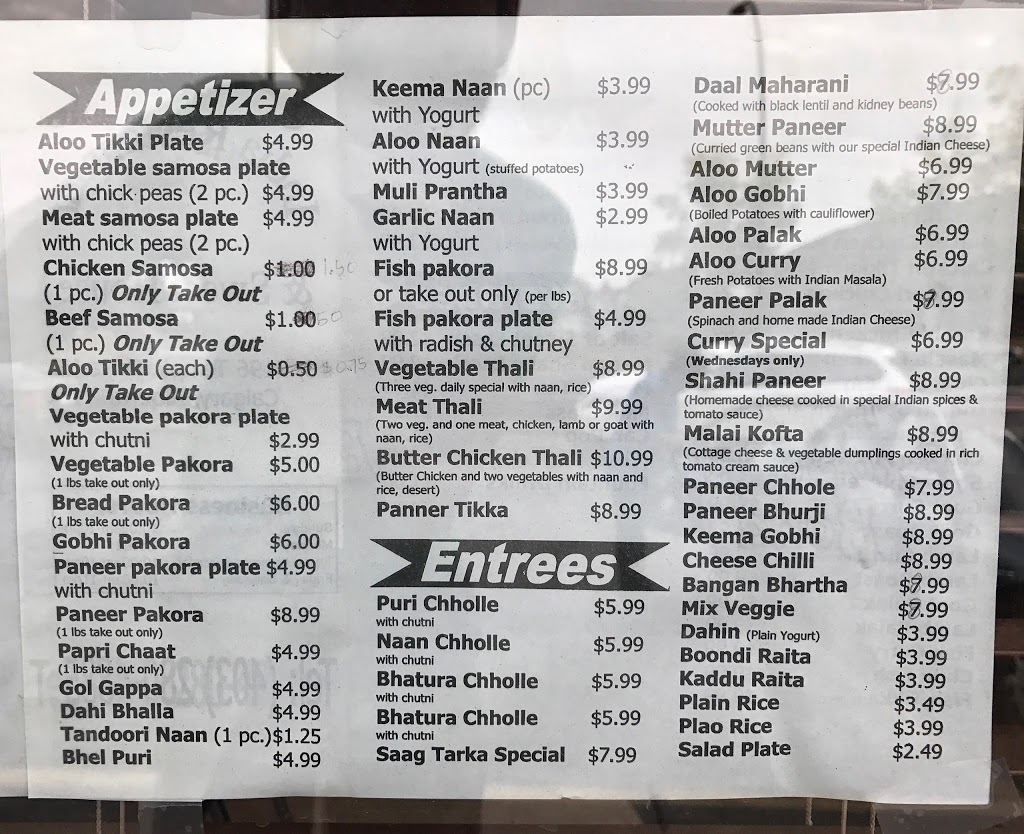 Appetizer
Aloo Tikki Plate $4.99
Vegetable samosa plate
with chick peas (2 pc.) $4.99
Meat samosa plate $4.99
with chick peas (2 pc.)
Chicken Samosa $1.00 1.50
(1 pc.) Only Take Out
Beef Samosa $1.00
(1 pc.) Only Take Out
Aloo Tikki (each) $0.50 $0.75
Only Take Out
Vegetable pakora plate
with chutni $2.99
Vegetable Pakora $5.00
(1 lbs take out only)
Bread Pakora $6.00
(1 lbs take out only)
Gobhi Pakora $6.00
Paneer pakora plate $4.99
with chutni
Paneer Pakora $8.99
(1 lbs take out only)
Papri Chaat $4.99
(1 lbs take out only)
Gol Gappa $4.99
Dahi Bhalla $4.99
Tandoori Naan (1 pc.) $1.25
Bhel Puri $4.99
Keema Naan (pc) $3.99
with Yogurt
Aloo Naan $3.99
with Yogurt (stuffed potatoes)
Muli Prantha $3.99
Garlic Naan $2.99
with Yogurt
Fish pakora $8.99
or take out only (per lbs)
Fish pakora plate $4.99
with radish & chutney
Vegetable Thali $8.99
(Three veg. daily special with naan, rice)
Meat Thali $9.99
(Two veg. and one meat, chicken, lamb or goat with
naan, rice)
Butter Chicken Thali $10.99
(Butter Chicken and two vegetables with naan and
rice, desert)
Panner Tikka $8.99
Entrees
Puri Chholle $5.99
with chutni
Naan Chholle $5.99
with chutni
Bhatura Chholle $5.99
with chutni
Bhatura Chholle $5.99
with chutni
Saag Tarka Special $7.99
Daal Maharani $8.99
(Cooked with black lentil and kidney beans)
Mutter Paneer $8.99
(Curried green beans with our special Indian Cheese)
Aloo Mutter $6.99
Aloo Gobhi $7.99
(Boiled Potatoes with cauliflower)
Aloo Palak $6.99
Aloo Curry $6.99
(Fresh Potatoes with Indian Masala)
Paneer Palak $8.99
(Spinach and home made Indian Cheese)
Curry Special $6.99
(Wednesdays only)
Shahi Paneer $8.99
(Homemade cheese cooked in special Indian spices &
tomato sauce)
Malai Kofta $8.99
(Cottage cheese & vegetable dumplings cooked in rich
tomato cream sauce)
Paneer Chhole $7.99
Paneer Bhurji $8.99
Keema Gobhi $8.99
Cheese Chilli $8.99
Bangan Bhartha $8.99
Mix Veggie $8.99
Dahin (Plain Yogurt) $3.99
Boondi Raita $3.99
Kaddu Raita $3.99
Plain Rice $3.49
Plao Rice $3.99
Salad Plate $2.49